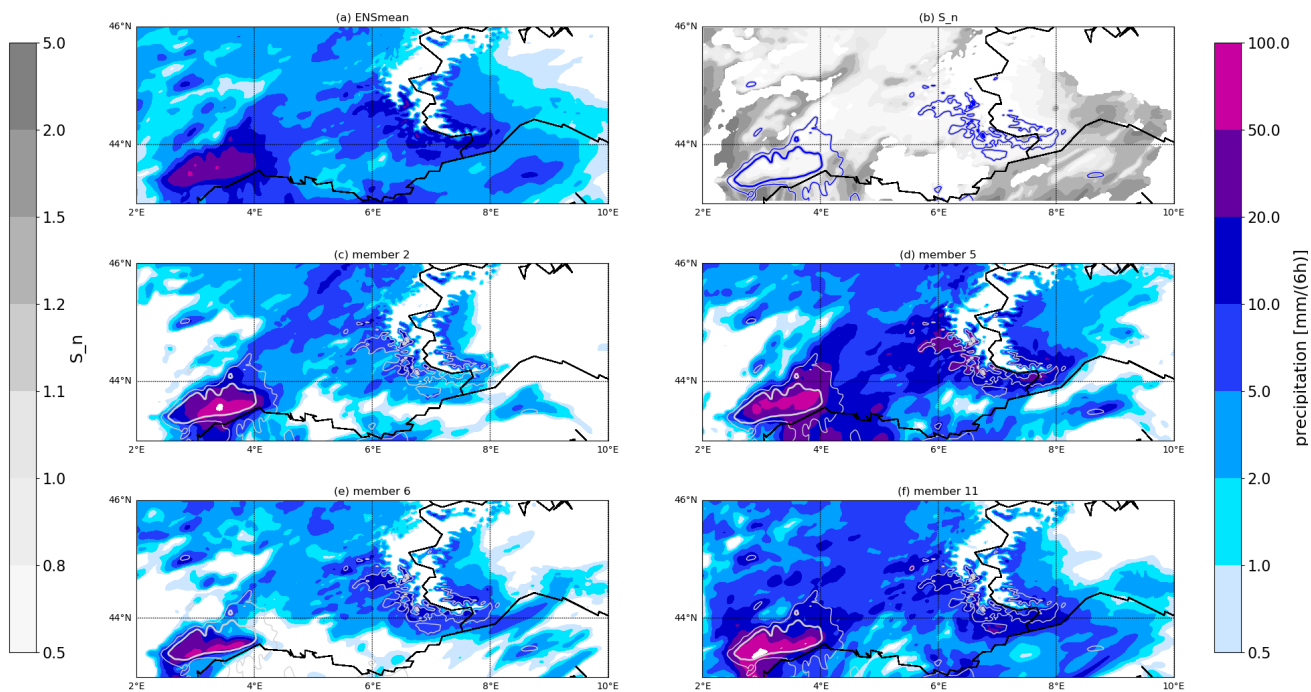 (a) ENSmean
(b) S_n
46°N
44°N
2°E
4°E
6°E
8°E
10°E
2°E
4°E
6°E
8°E
10°E
46°N
44°N
(c) member 2
(d) member 5
46°N
44°N
2°E
4°E
6°E
8°E
10°E
46°N
44°N
2°E
4°E
6°E
8°E
10°E
(e) member 6
(f) member 11
46°N
44°N
2°E
4°E
6°E
8°E
10°E
46°N
44°N
2°E
4°E
6°E
8°E
10°E
5.0
2.0
1.5
1.2
1.1
1.0
0.8
0.5
S_n
100.0
50.0
20.0
10.0
5.0
2.0
1.0
0.5
precipitation [mm/(6h)]